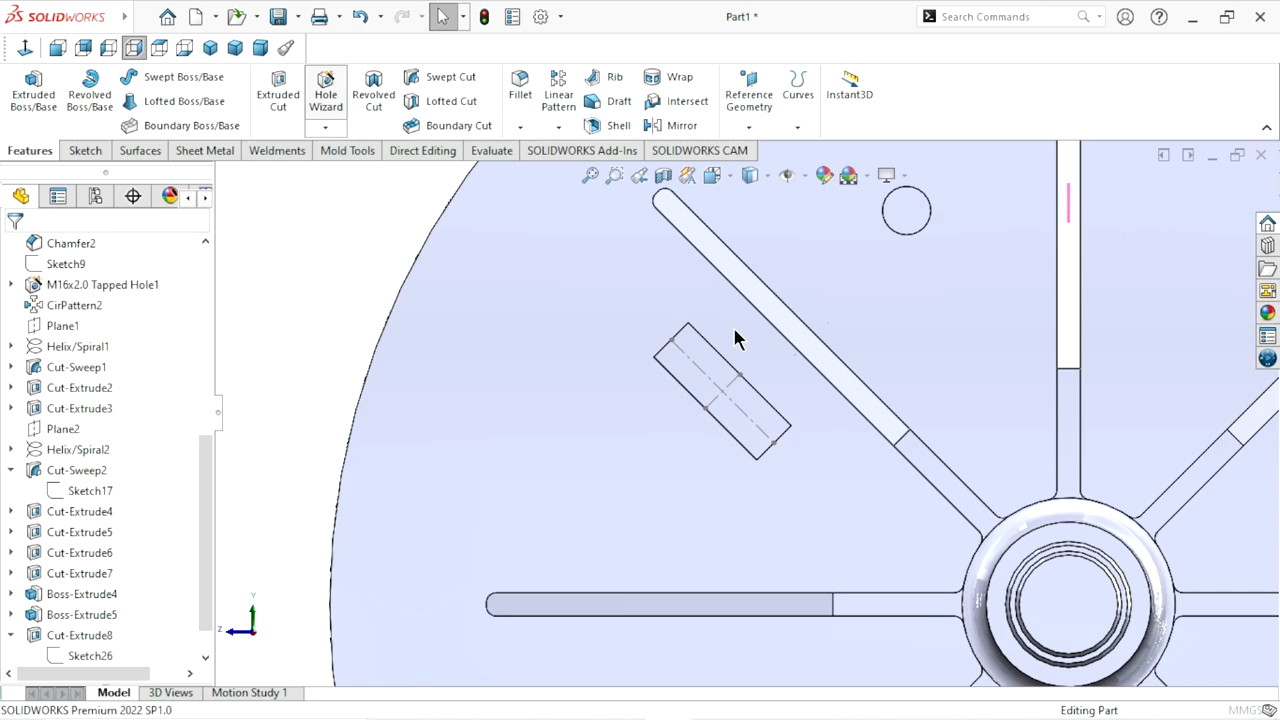 SOLIDWORKS
Part1 *
Search Commands
Extruded Boss/Base
Revolved Boss/Base
Swept Boss/Base
Lofted Boss/Base
Boundary Boss/Base
Extruded Cut
Hole Wizard
Revolved Cut
Swept Cut
Lofted Cut
Boundary Cut
Fillet
Linear Pattern
Rib
Draft
Shell
Wrap
Intersect
Mirror
Reference Geometry
Curves
Instant3D
Features
Sketch
Surfaces
Sheet Metal
Weldments
Mold Tools
Direct Editing
Evaluate
SOLIDWORKS Add-Ins
SOLIDWORKS CAM
Chamfer2
Sketch9
M16x2.0 Tapped Hole1
CirPattern2
Plane1
Helix/Spiral1
Cut-Sweep1
Cut-Extrude2
Cut-Extrude3
Plane2
Helix/Spiral2
Cut-Sweep2
Sketch17
Cut-Extrude4
Cut-Extrude5
Cut-Extrude6
Cut-Extrude7
Boss-Extrude4
Boss-Extrude5
Cut-Extrude8
Sketch26
Y
Z
Model
3D Views
Motion Study 1
SOLIDWORKS Premium 2022 SP1.0
Editing Part
MMGS